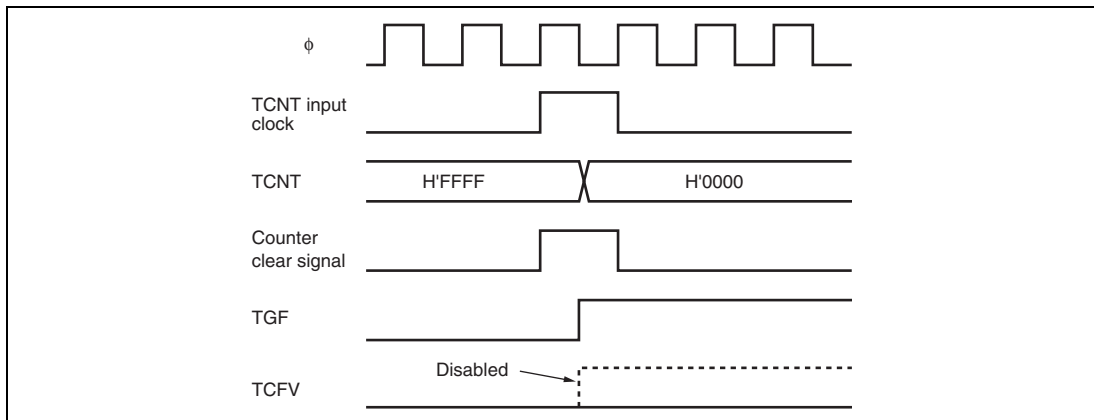 ϕ
TCNT input
clock
TCNT
H'FFFF
H'0000
Counter
clear signal
TGF
Disabled
TCFV